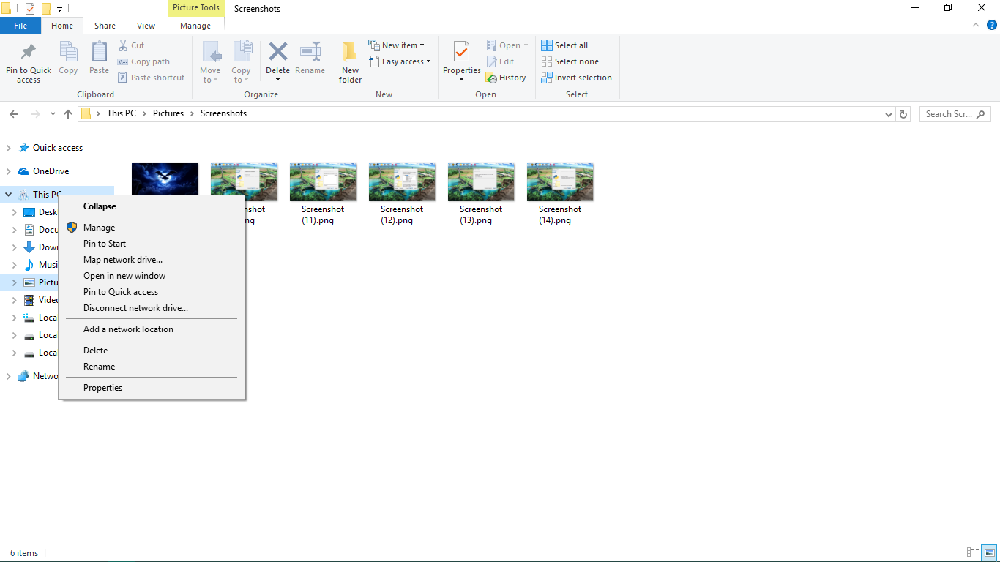 Picture Tools
Screenshots
File
Home
Share
View
Manage
Pin to Quick access
Copy
Paste
Cut
Copy path
Paste shortcut
Clipboard
Move to
Copy to
Delete
Rename
Organize
New folder
New item
Easy access
New
Properties
Open
Edit
History
Open
Select all
Select none
Invert selection
Select
This PC
Pictures
Screenshots
Search Scr...
Quick access
OneDrive
This PC
Desk
Docu
Down
Musi
Pictu
Video
Loca
Loca
Loca
Netwo
Collapse
Manage
Pin to Start
Map network drive...
Open in new window
Pin to Quick access
Disconnect network drive...
Add a network location
Delete
Rename
Properties
shot
ng
Screenshot
(11).png
Screenshot
(12).png
Screenshot
(13).png
Screenshot
(14).png
6 items